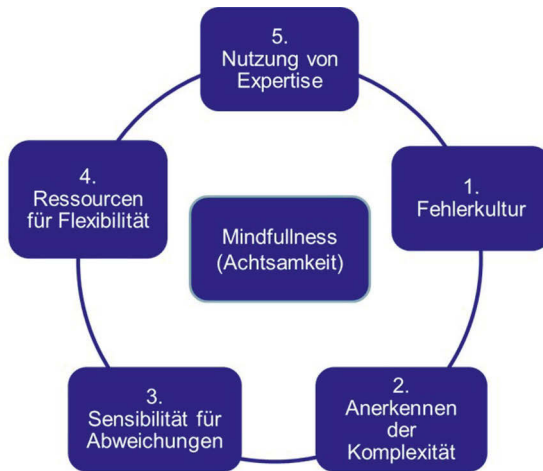 5.
Nutzung von
Expertise
1.
Fehlerkultur
2.
Anerkennen
der
Komplexität
3.
Sensibilität für
Abweichungen
4.
Ressourcen
für Flexibilität
Mindfullness
(Achtsamkeit)